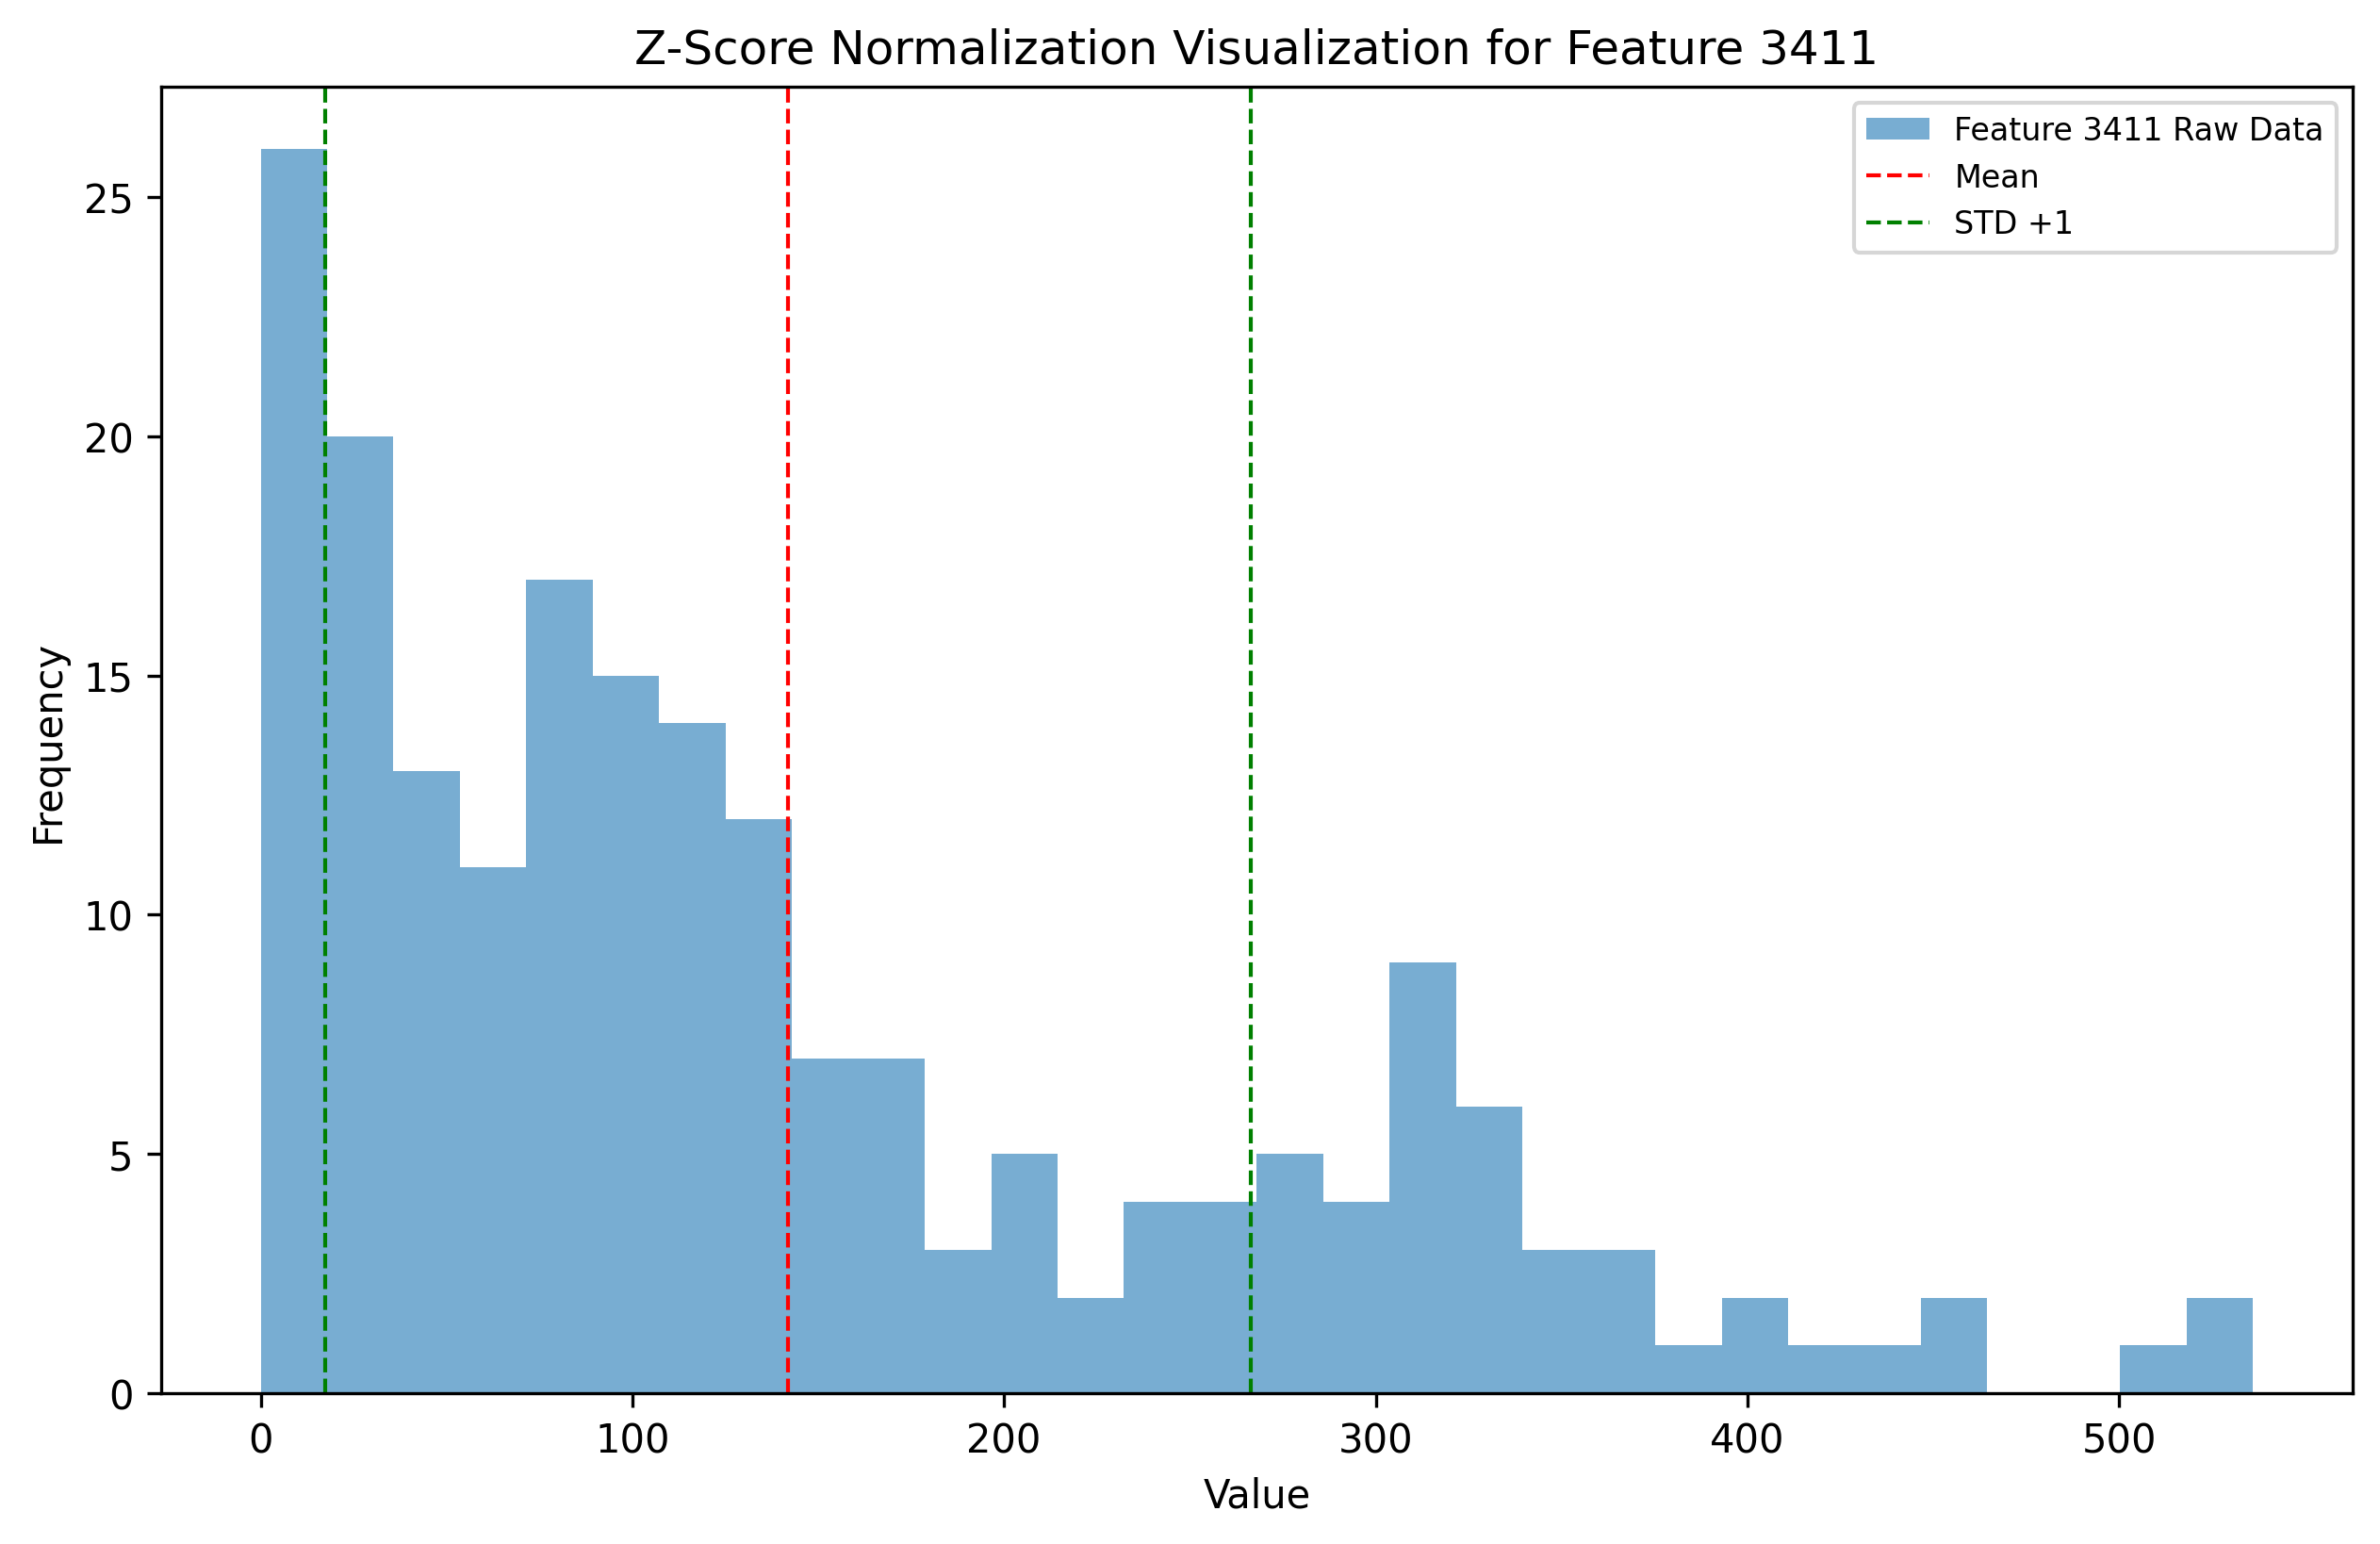 Z-Score Normalization Visualization for Feature 3411
Feature 3411 Raw Data
Mean
STD +1
25
20
15
10
5
0
Frequency
0 100 200 300 400 500
Value